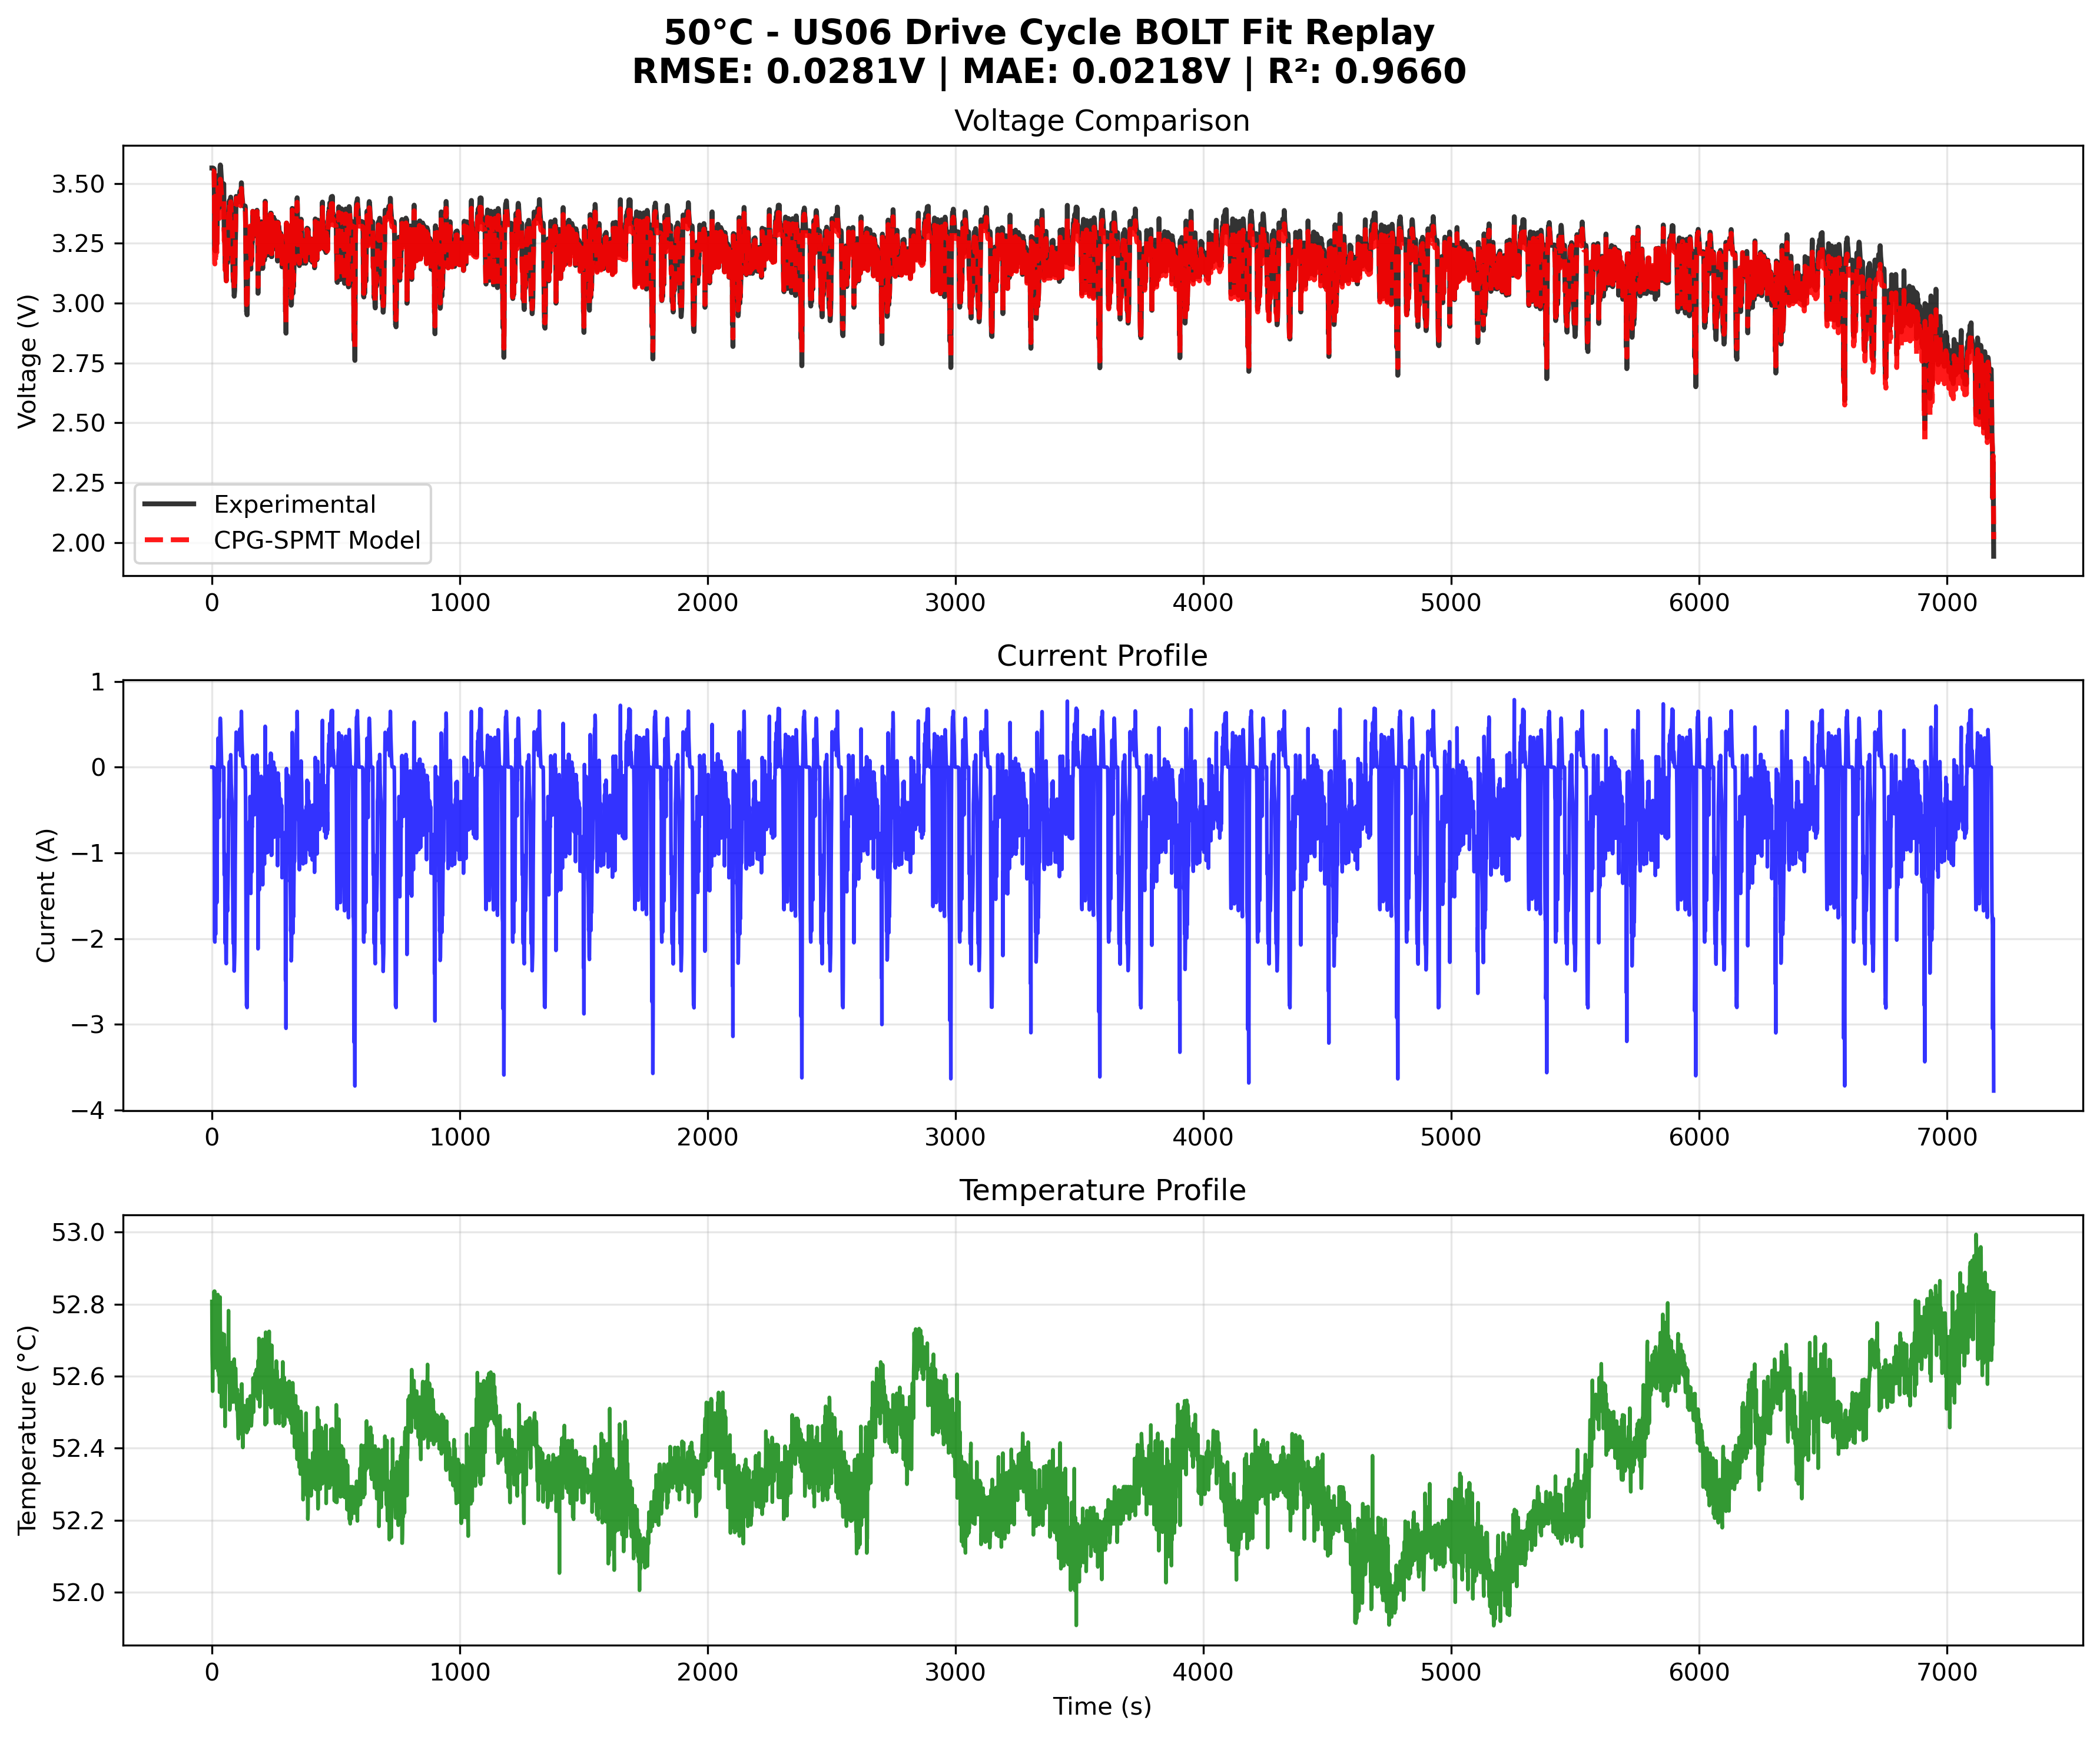 50°C - US06 Drive Cycle BOLT Fit Replay
RMSE: 0.0281V | MAE: 0.0218V | R²: 0.9660
Voltage Comparison
Voltage (V)
3.50
3.25
3.00
2.75
2.50
2.25
2.00
Experimental
CPG-SPMT Model
0 1000 2000 3000 4000 5000 6000 7000
Current Profile
Current (A)
1
0
−1
−2
−3
−4
0 1000 2000 3000 4000 5000 6000 7000
Temperature Profile
Temperature (°C)
53.0
52.8
52.6
52.4
52.2
52.0
0 1000 2000 3000 4000 5000 6000 7000
Time (s)